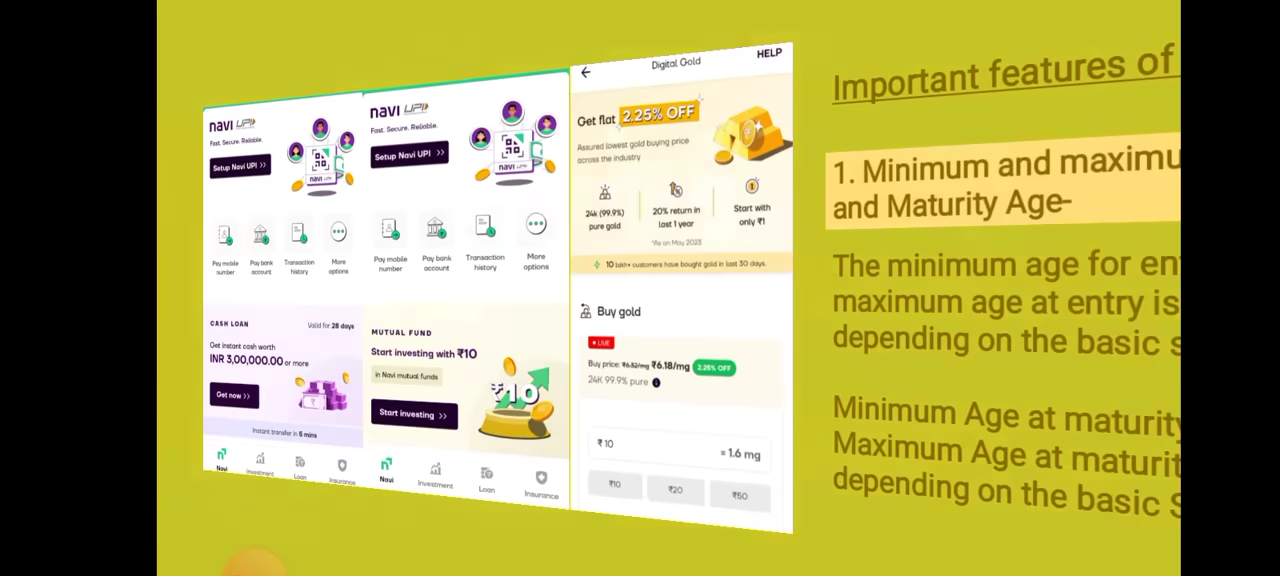 navi UPI
Fast. Secure. Reliable.
Setup Navi UPI >>
navi UPI
Pay mobile number
Pay bank account
Transaction history
More options
CASH LOAN
Valid for 28 days
Get instant cash worth
INR 3,00,000.00 or more
Get now >>
Instant transfer in 5 mins
Navi
Investment
Loan
Insurance
navi UPI
Fast. Secure. Reliable.
Setup Navi UPI >>
navi UPI
Pay mobile number
Pay bank account
Transaction history
More options
MUTUAL FUND
Start investing with ₹10
in Navi mutual funds
₹10
Start investing >>
Navi
Investment
Loan
Insurance
Digital Gold
HELP
Get flat 2.25% OFF
Assured lowest gold buying price
across the industry
24k (99.9%)
pure gold
20% return in
last 1 year
Start with
only ₹1
10 lakh+ customers have bought gold in last 30 days.
Buy gold
LIVE
Buy price: ₹6.32/mg ₹6.18/mg 2.25% OFF
24K 99.9% pure
₹ 10
= 1.6 mg
₹10
₹20
₹50
Important features of
1. Minimum and maximu
and Maturity Age-
The minimum age for en
maximum age at entry is
depending on the basic s
Minimum Age at maturity
Maximum Age at maturit
depending on the basic S